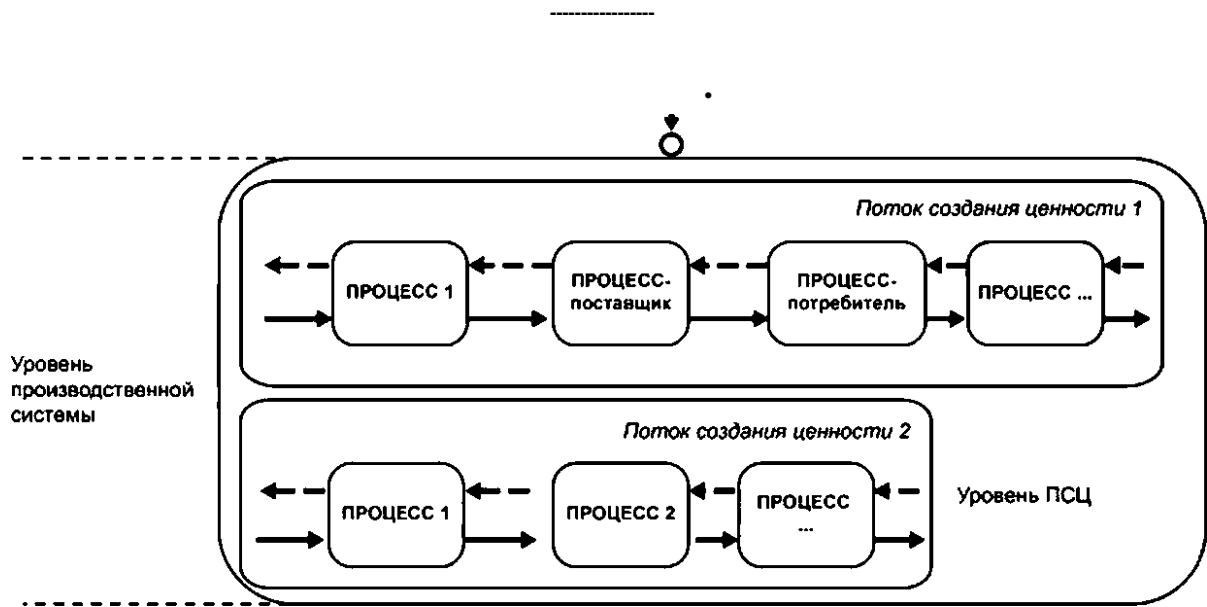 Поток создания ценности 1
ПРОЦЕСС 1
ПРОЦЕСС-
поставщик
ПРОЦЕСС-
потребитель
ПРОЦЕСС ...
Уровень
производственной
системы
Поток создания ценности 2
ПРОЦЕСС 1
ПРОЦЕСС 2
ПРОЦЕСС
...
Уровень ПСЦ